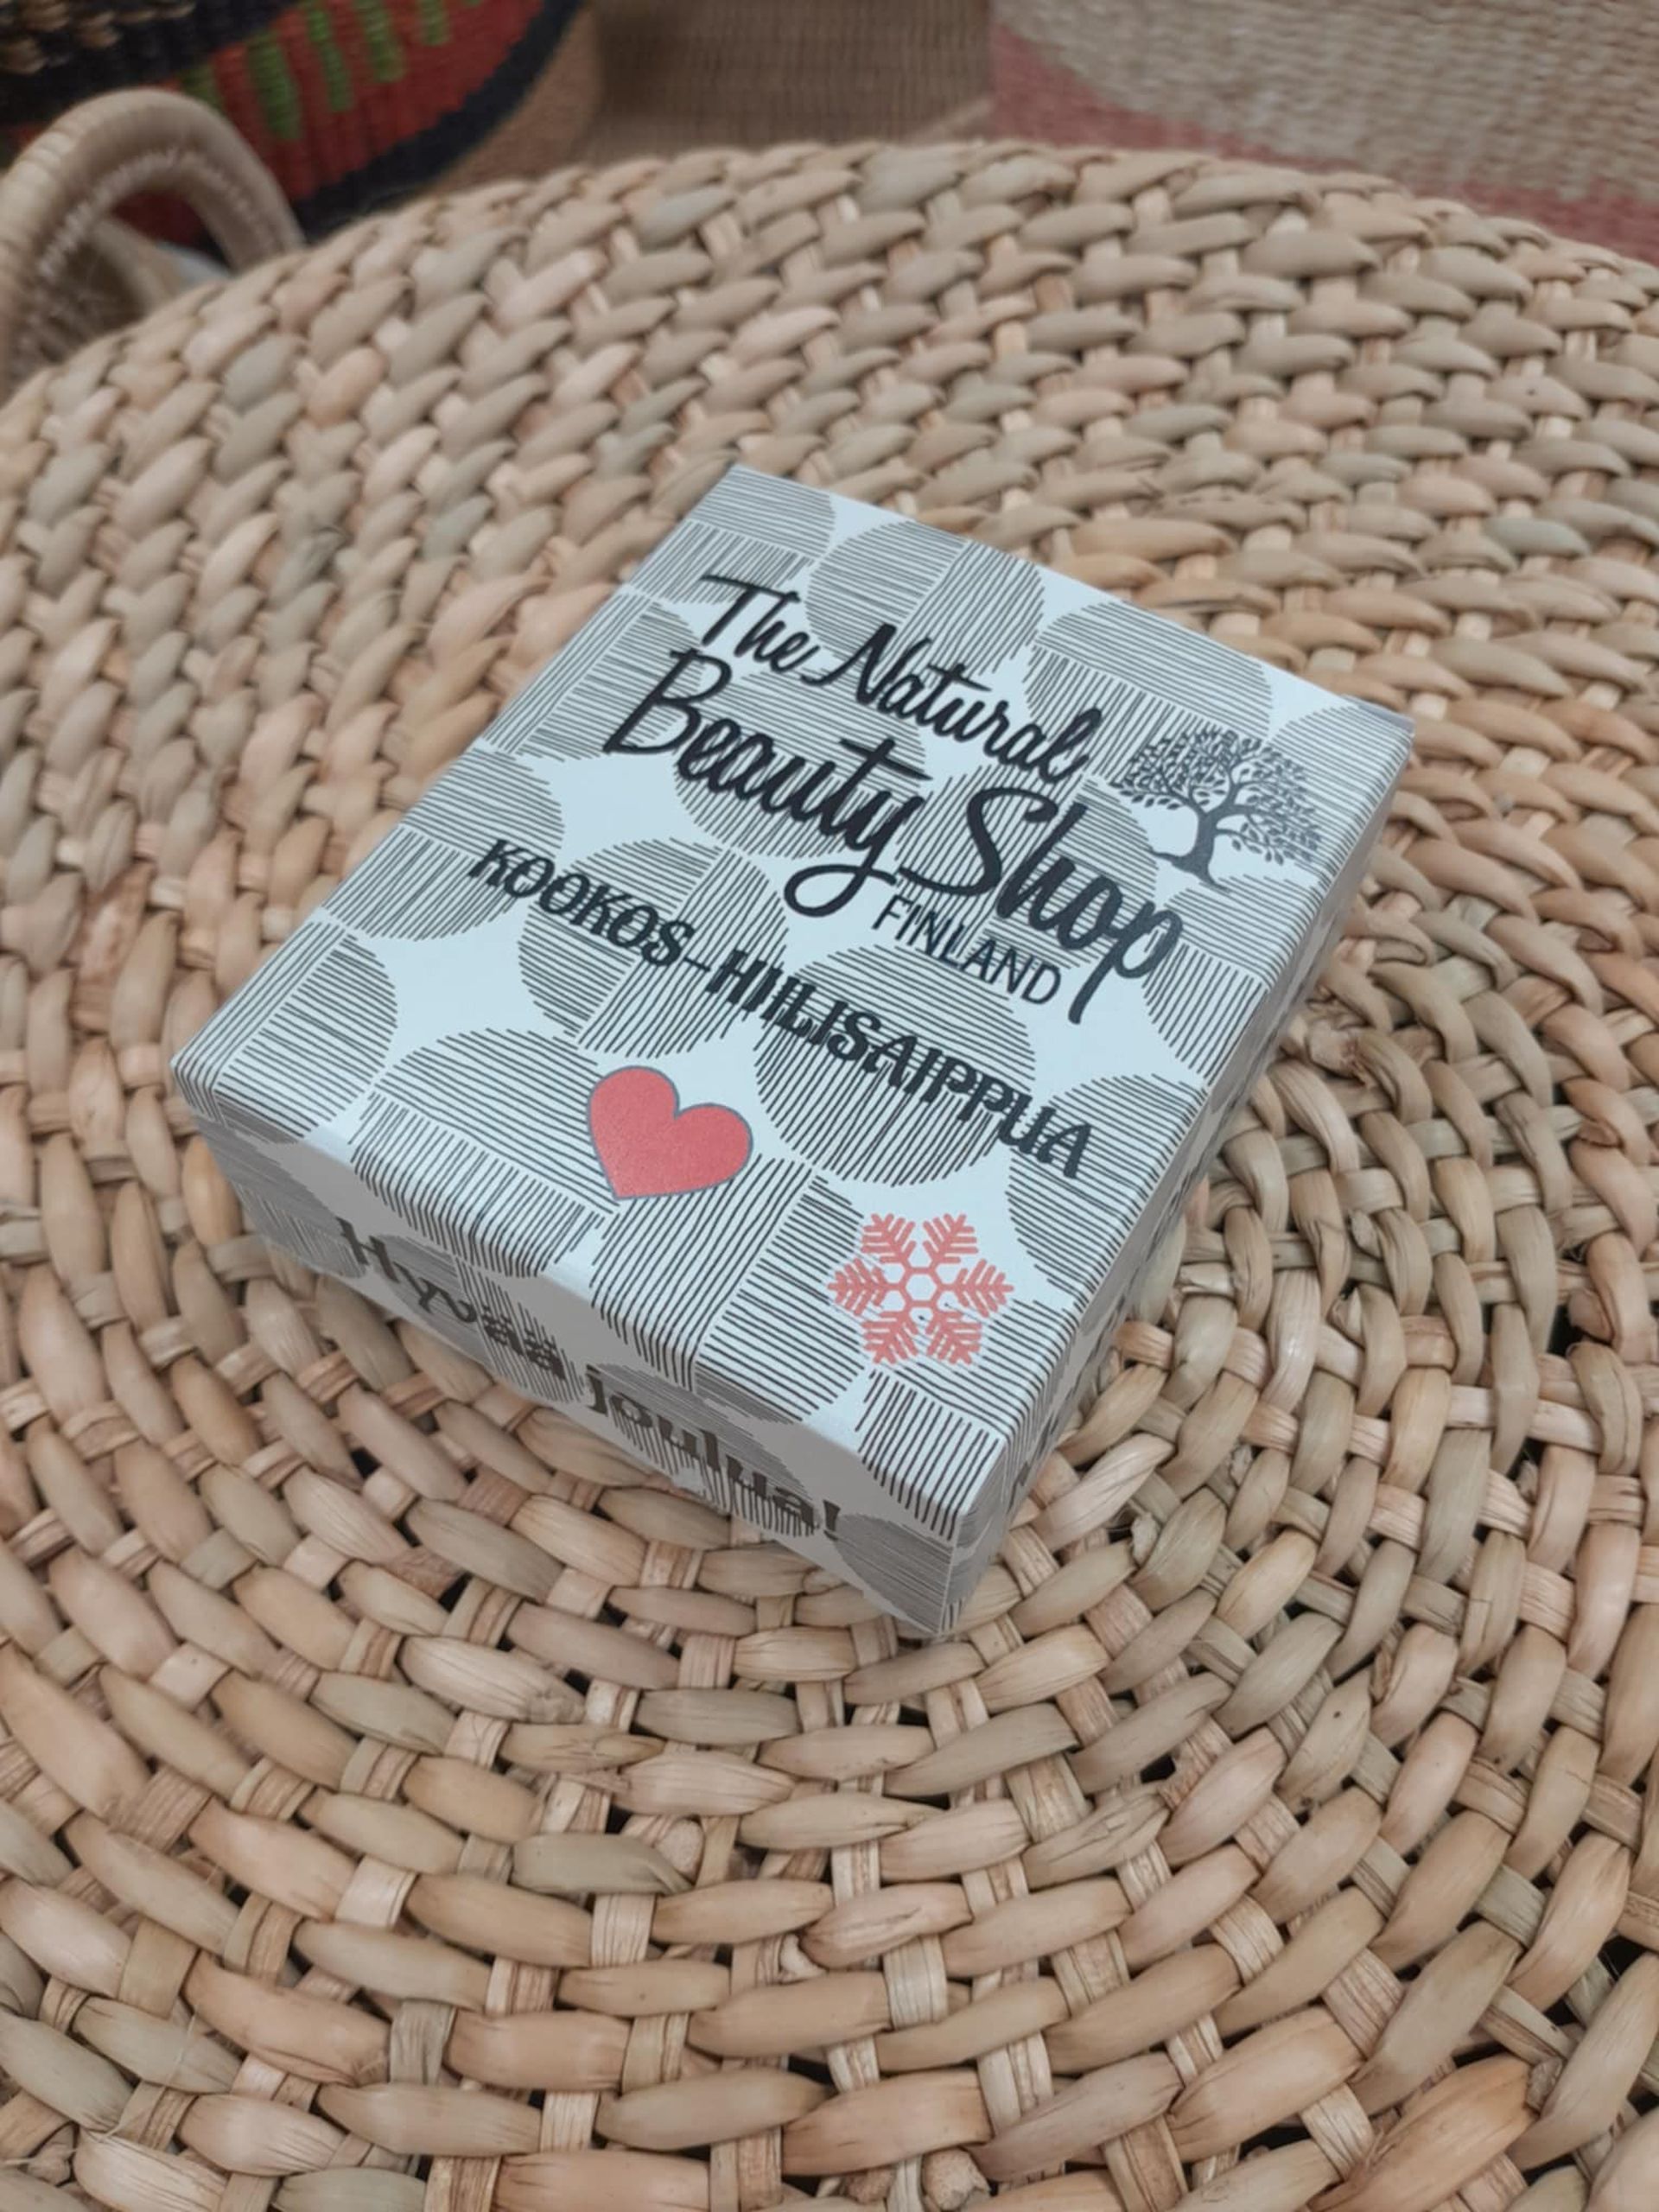 The Natural
Beauty Shop
FINLAND
KOOKOS-HIILISAIPPUA
Hyvää joulua!